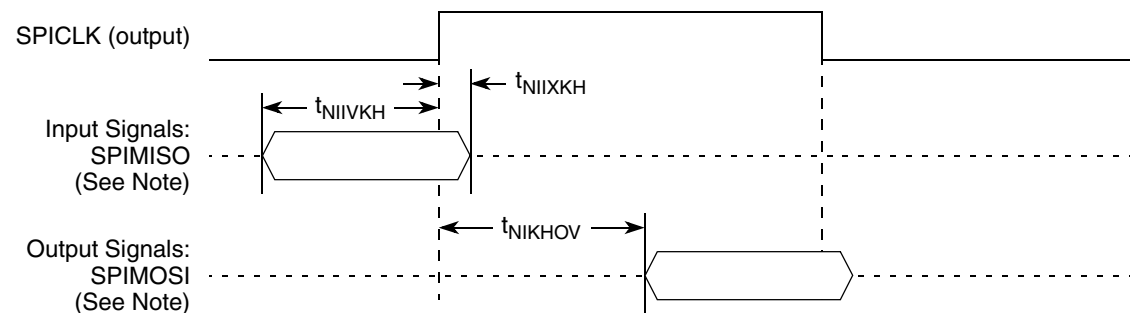 SPICLK (output)
tNIIXKH
tNIIVKH
Input Signals:
SPIMISO
(See Note)
tNIKHOV
Output Signals:
SPIMOSI
(See Note)